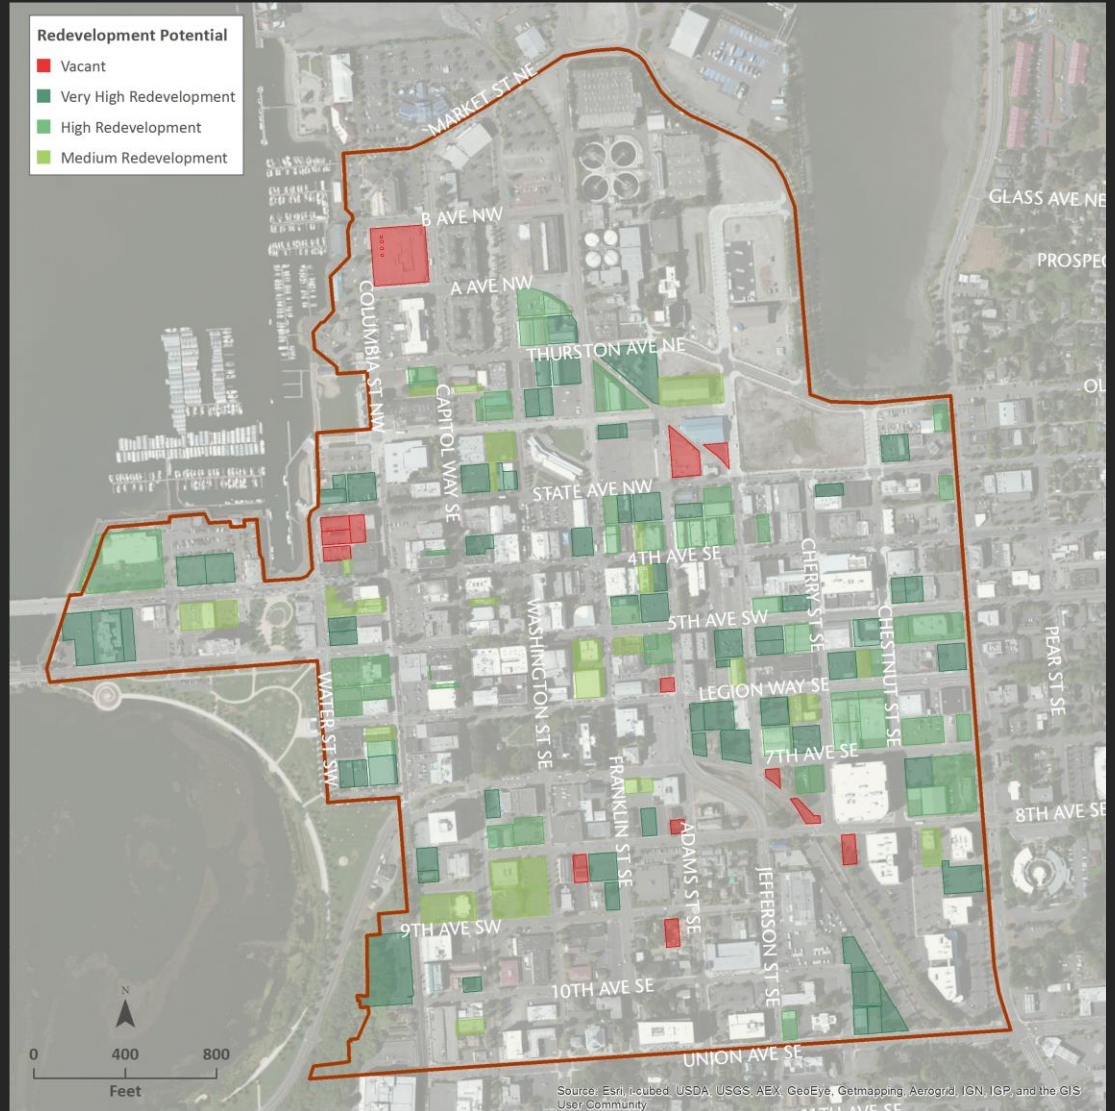 Redevelopment Potential
Vacant
Very High Redevelopment
High Redevelopment
Medium Redevelopment
MARKET ST NE
GLASS AVE NE
B AVE NW
PROSPEC
A AVE NW
COLUMBIA ST NW
THURSTON AVE NE
OL
CAPITOL WAY SE
STATE AVE NW
4TH AVE SE
CHERRY ST SE
5TH AVE SW
WASHINGTON ST SE
CHESTNUT ST SE
PEAR ST SE
LEGION WAY SE
WATER ST SW
7TH AVE SE
FRANKLIN ST SE
8TH AVE SE
ADAMS ST SE
JEFFERSON ST SE
9TH AVE SW
10TH AVE SE
N
UNION AVE SE
0 400 800
Feet
Source: Esri, i-cubed, USDA, USGS, AEX, GeoEye, Getmapping, Aerogrid, IGN, IGP, and the GIS
User Community
11TH AVE SE